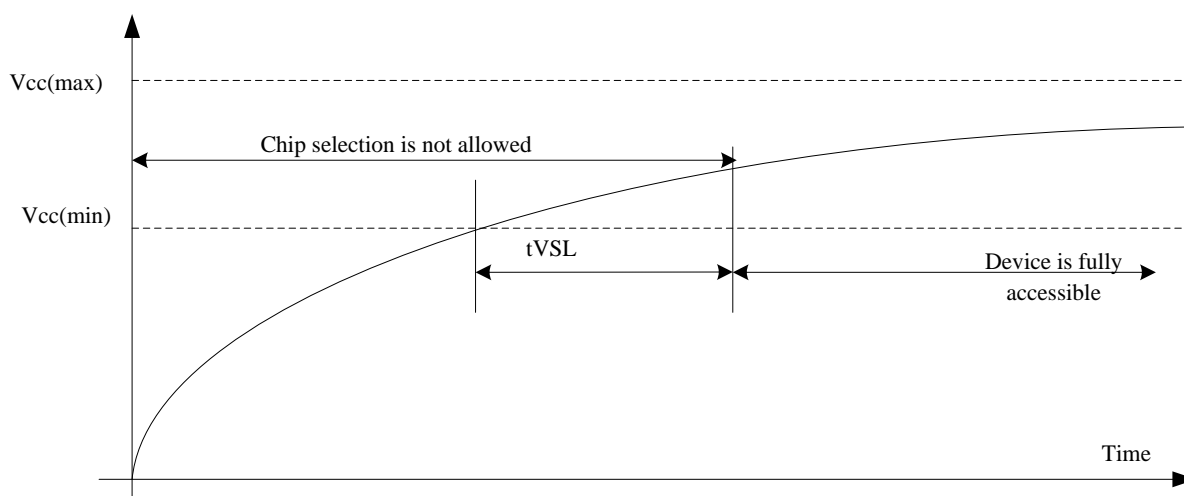 Vcc(max)
Chip selection is not allowed
Vcc(min)
tVSL
Device is fully
accessible
Time